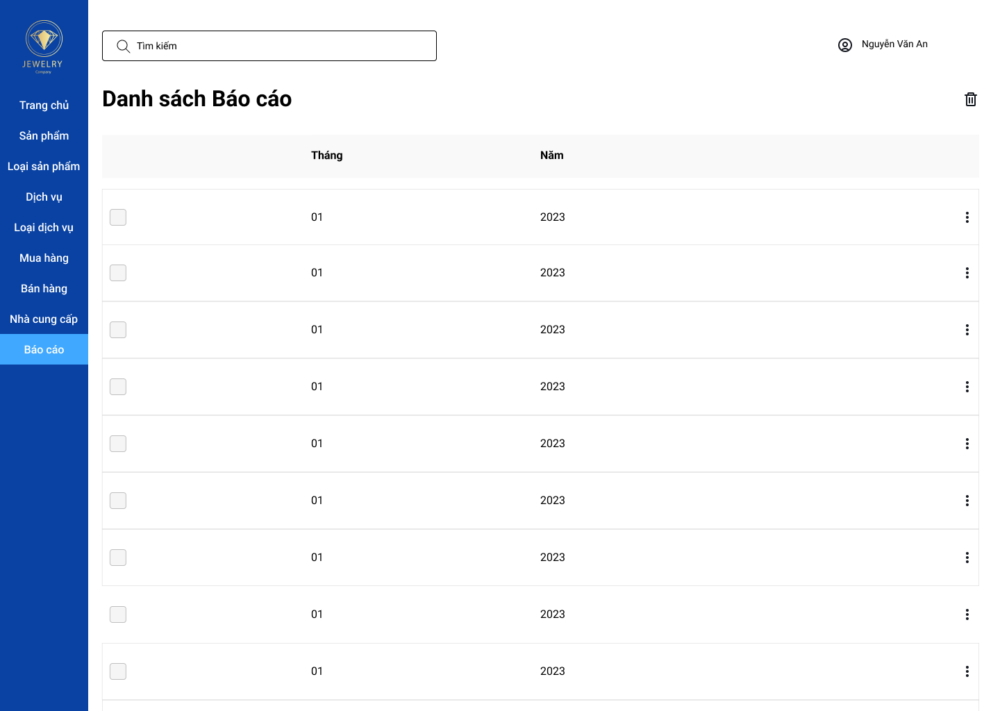 JEWELRY
Company
Trang chủ
Sản phẩm
Loại sản phẩm
Dịch vụ
Loại dịch vụ
Mua hàng
Bán hàng
Nhà cung cấp
Báo cáo
Tìm kiếm
Nguyễn Văn An
Danh sách Báo cáo
Tháng Năm
01 2023
01 2023
01 2023
01 2023
01 2023
01 2023
01 2023
01 2023
01 2023